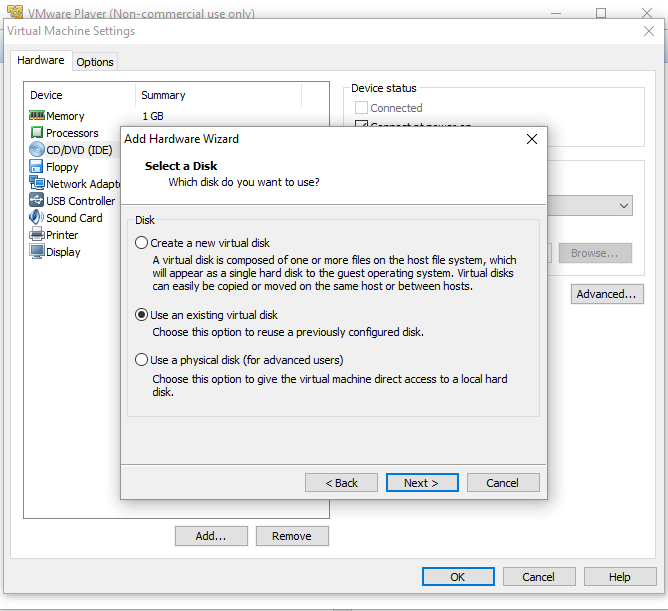 VMware Player (Non-commercial use only)
Virtual Machine Settings
Hardware
Options
Device Summary
Memory 1 GB
Processors
CD/DVD (IDE)
Floppy
Network Adapt
USB Controller
Sound Card
Printer
Display
Add... Remove
Device status
Connected
Connect at power on
Browse...
Advanced...
Add Hardware Wizard
Select a Disk
Which disk do you want to use?
Disk
Create a new virtual disk
A virtual disk is composed of one or more files on the host file system, which
will appear as a single hard disk to the guest operating system. Virtual disks
can easily be copied or moved on the same host or between hosts.
Use an existing virtual disk
Choose this option to reuse a previously configured disk.
Use a physical disk (for advanced users)
Choose this option to give the virtual machine direct access to a local hard
disk.
< Back Next > Cancel
OK Cancel Help